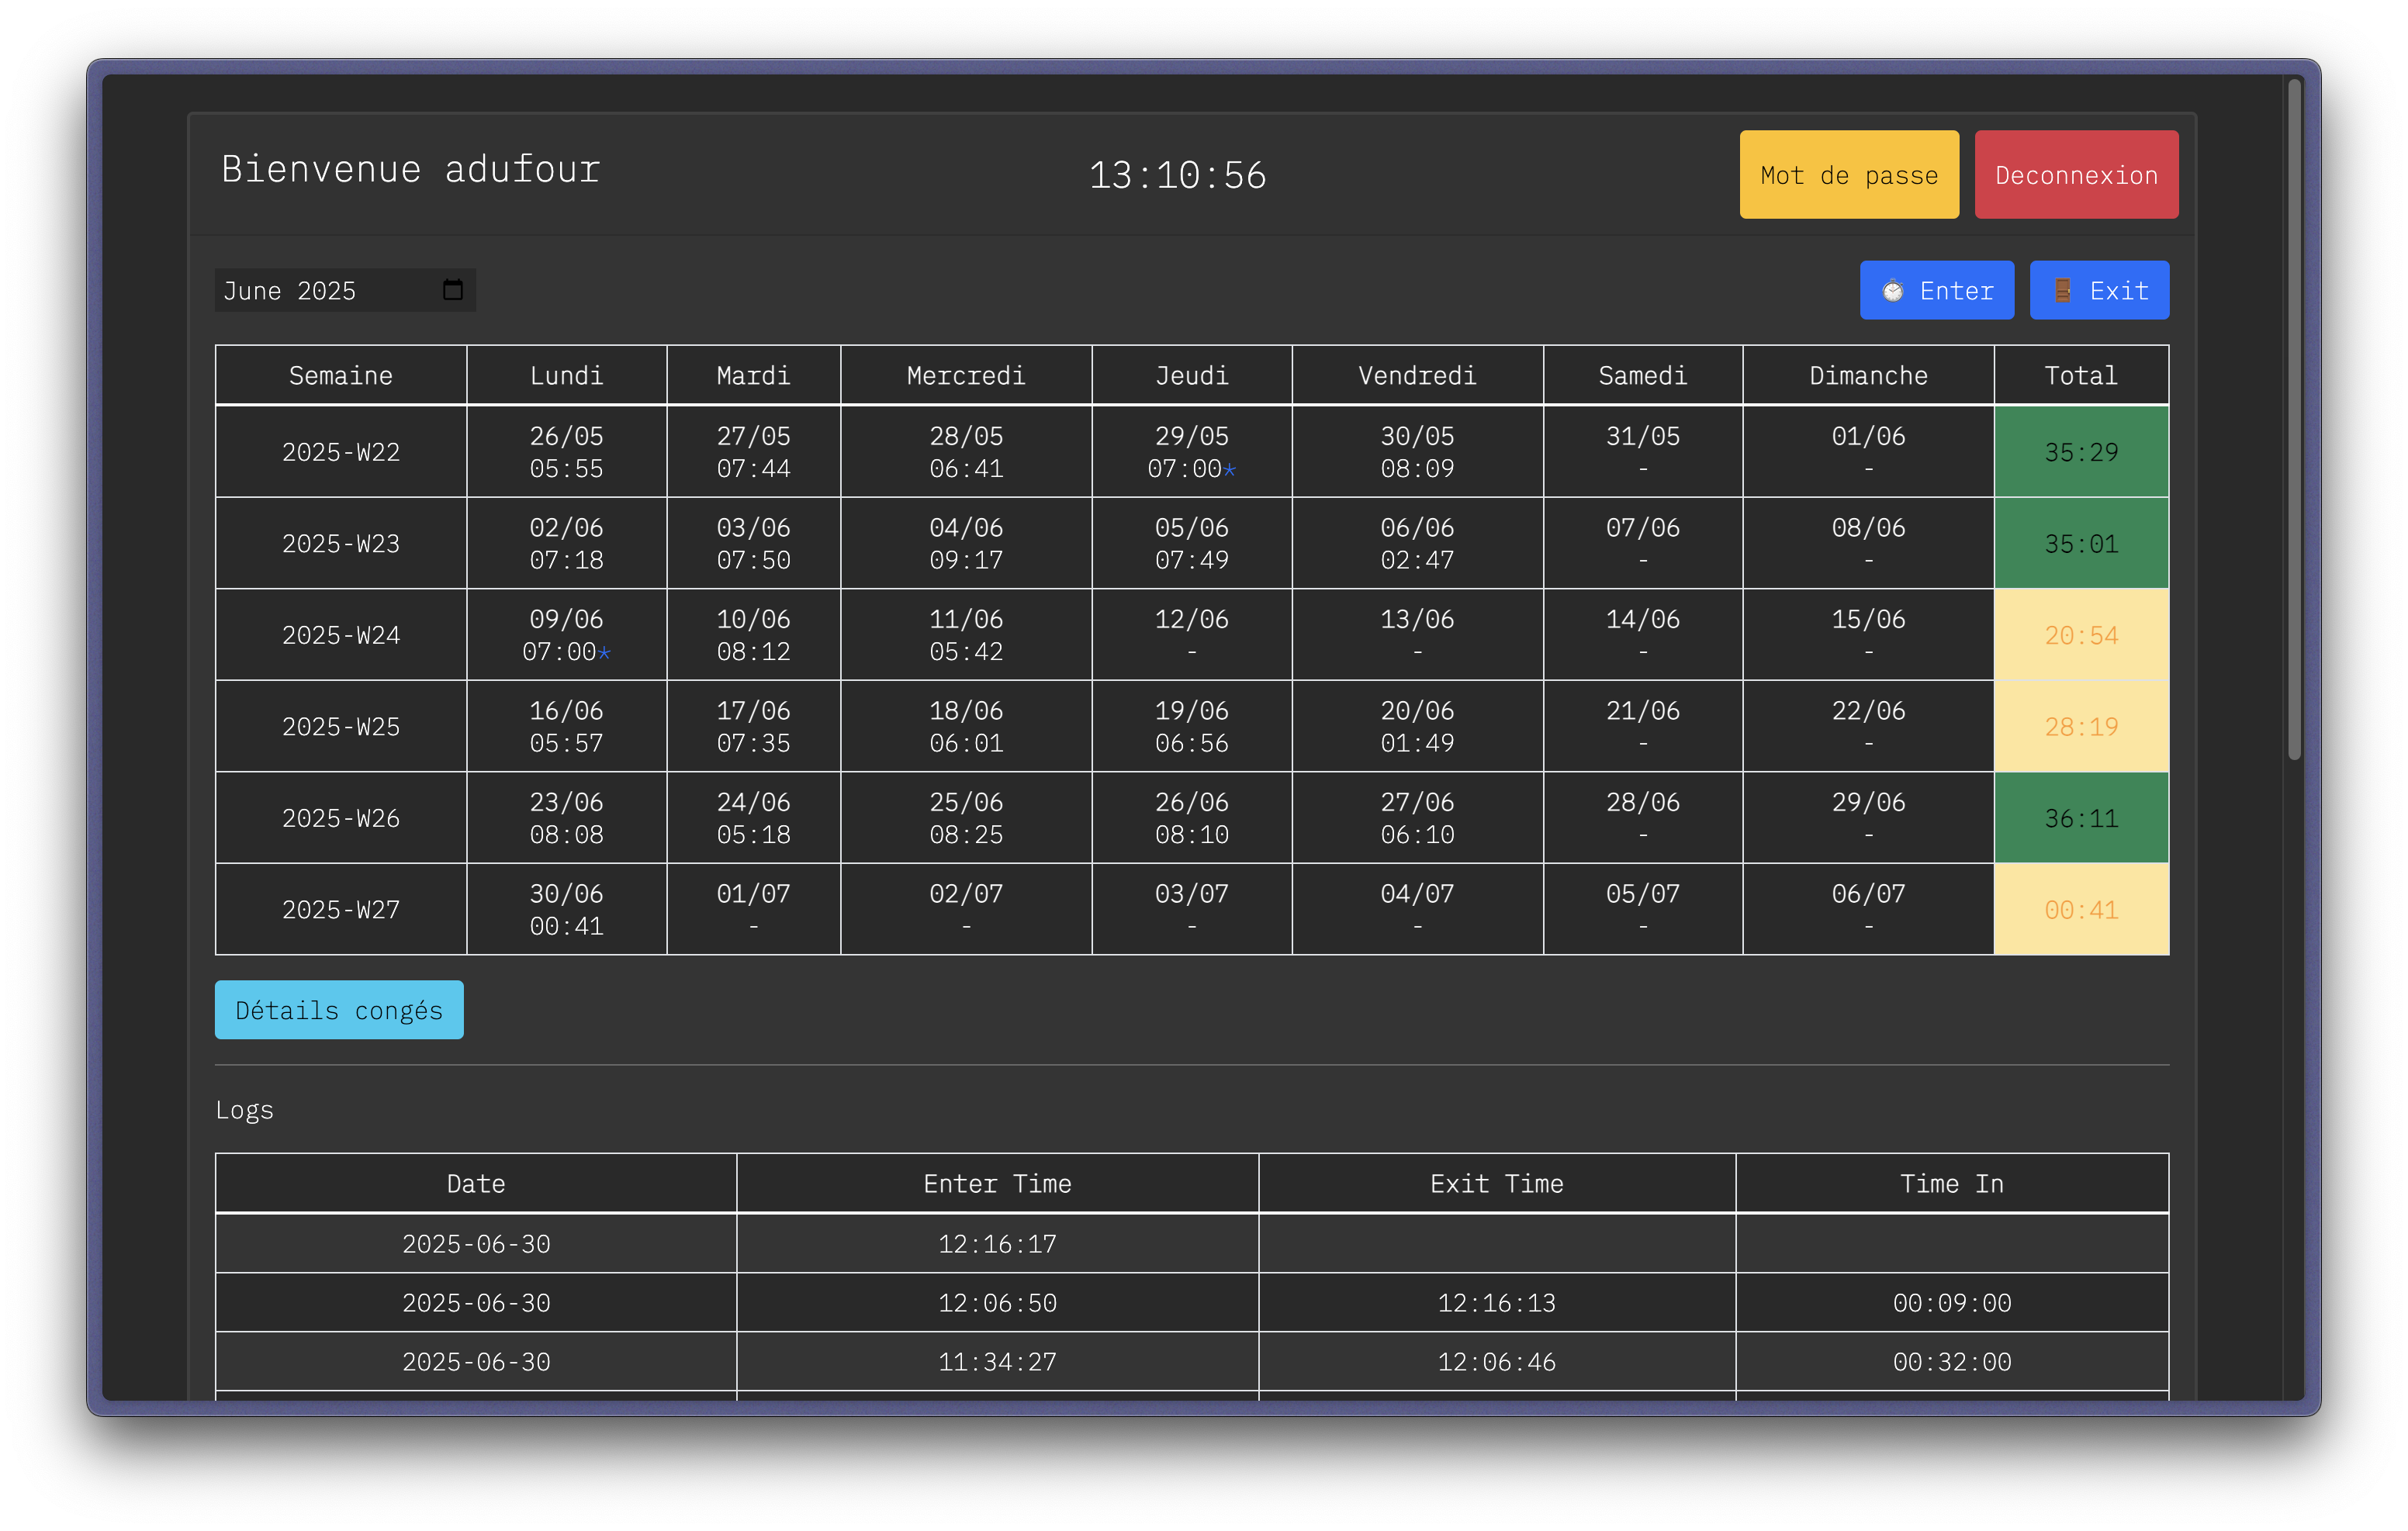 Bienvenue adufour
13:10:56
Mot de passe
Deconnexion
June 2025
Enter
Exit
Semaine Lundi Mardi Mercredi Jeudi Vendredi Samedi Dimanche Total
26/05 27/05 28/05 29/05 30/05 31/05 01/06
2025-W22 35:29
05:55 07:44 06:41 07:00* 08:09 - -
02/06 03/06 04/06 05/06 06/06 07/06 08/06
2025-W23 35:01
07:18 07:50 09:17 07:49 02:47 - -
09/06 10/06 11/06 12/06 13/06 14/06 15/06
2025-W24 20:54
07:00* 08:12 05:42 - - - -
16/06 17/06 18/06 19/06 20/06 21/06 22/06
2025-W25 28:19
05:57 07:35 06:01 06:56 01:49 - -
23/06 24/06 25/06 26/06 27/06 28/06 29/06
2025-W26 36:11
08:08 05:18 08:25 08:10 06:10 - -
30/06 01/07 02/07 03/07 04/07 05/07 06/07
2025-W27 00:41
00:41 - - - - - -
Détails congés
Logs
Date Enter Time Exit Time Time In
2025-06-30 12:16:17
2025-06-30 12:06:50 12:16:13 00:09:00
2025-06-30 11:34:27 12:06:46 00:32:00